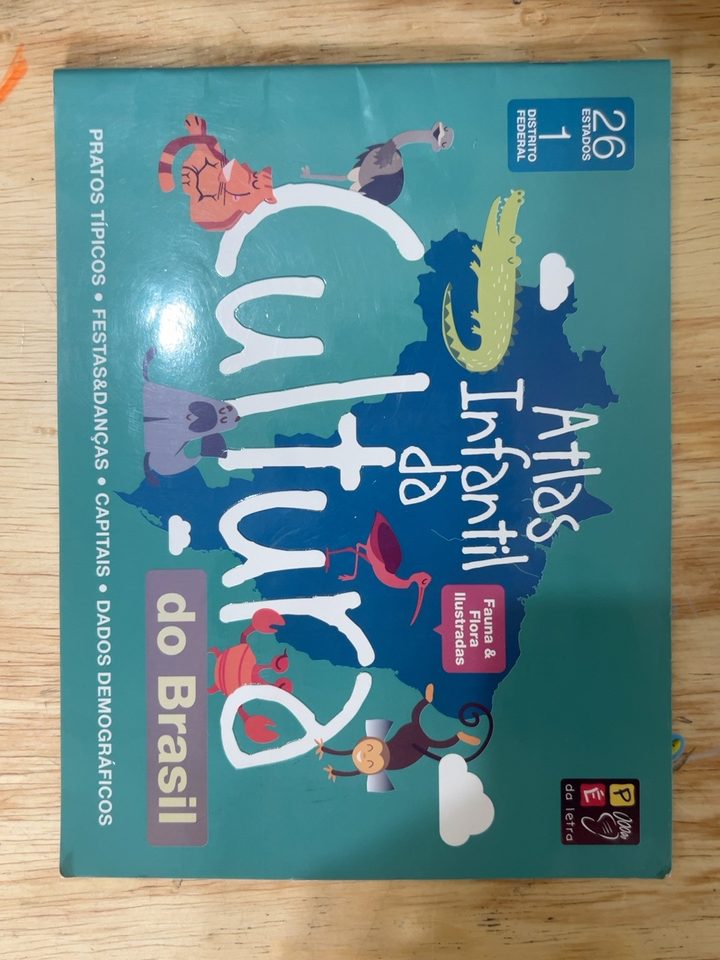 26
ESTADOS
1
DISTRITO
FEDERAL
Atlas
Infantil
da
Cultura
do Brasil
Fauna &
Flora
Ilustradas
PÉ
da letra
PRATOS TÍPICOS • FESTAS&DANÇAS • CAPITAIS • DADOS DEMOGRÁFICOS